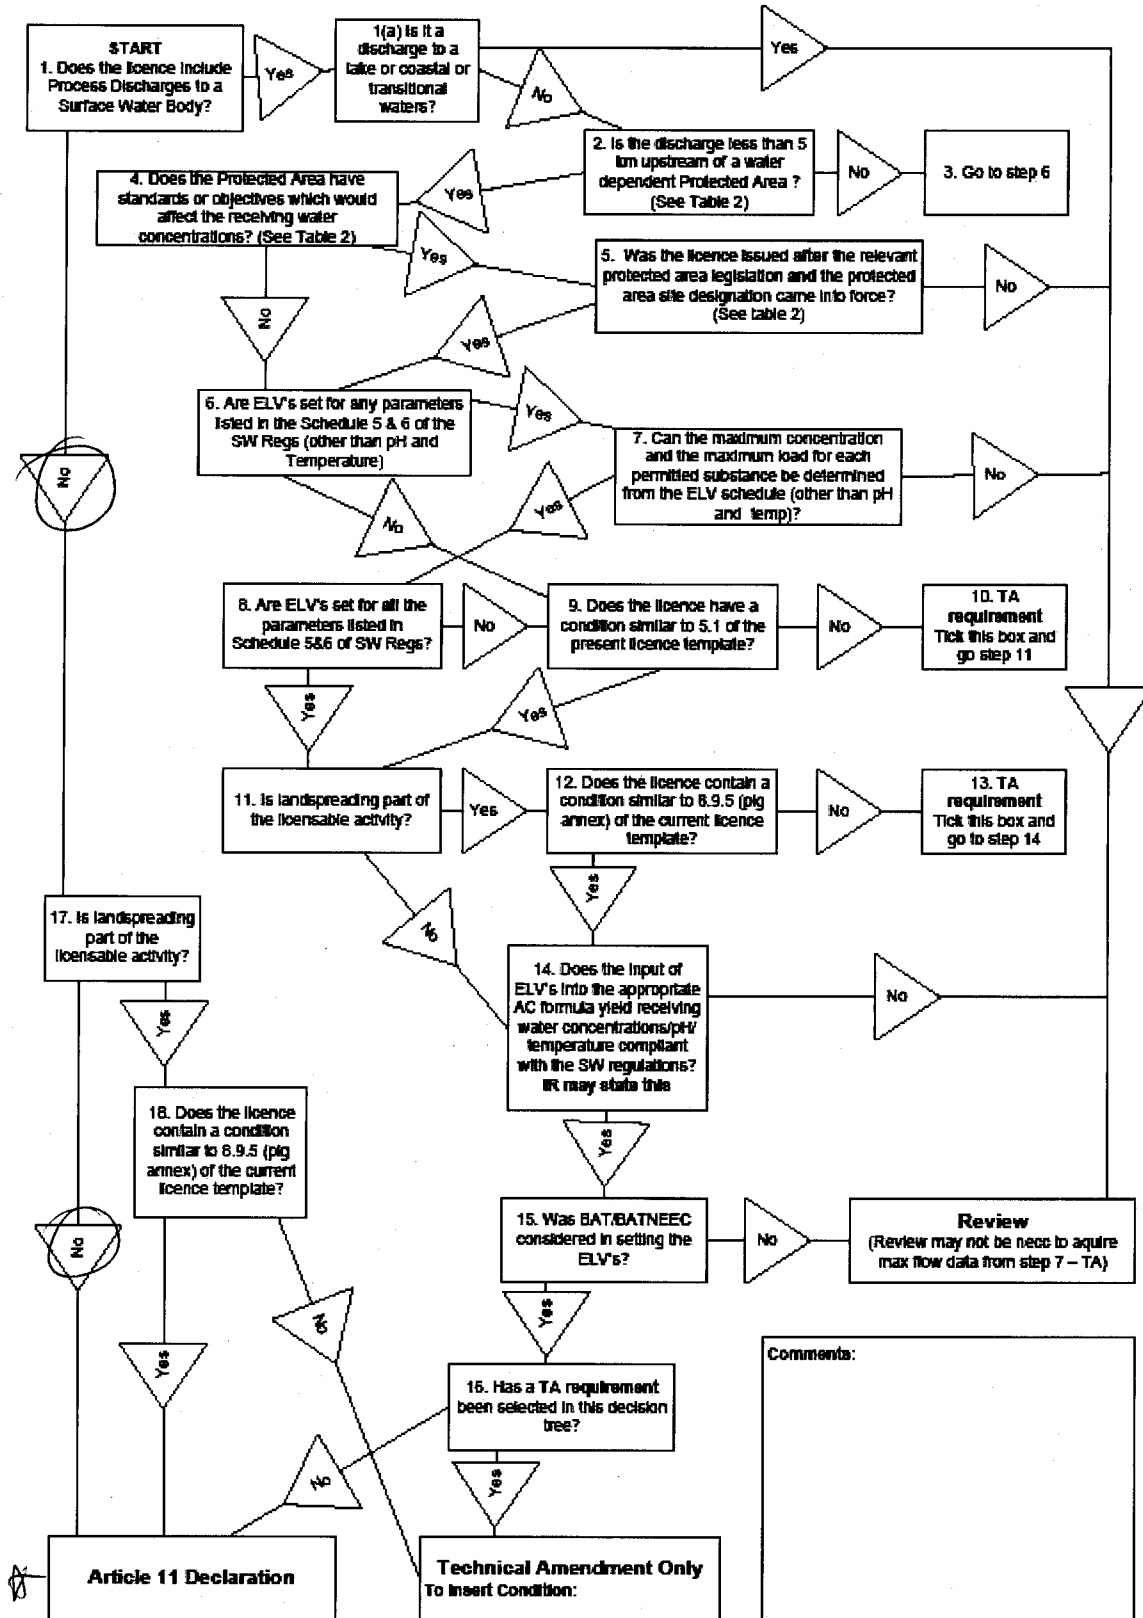 START
1. Does the licence include
Process Discharges to a
Surface Water Body?
Yes
1(a) Is it a
discharge to a
lake or coastal or
transitional
waters?
Yes
No
2. Is the discharge less than 5
km upstream of a water
dependent Protected Area ?
(See Table 2)
No
3. Go to step 6
Yes
4. Does the Protected Area have
standards or objectives which would
affect the receiving water
concentrations? (See Table 2)
Yes
5. Was the licence issued after the relevant
protected area legislation and the protected
area site designation came into force?
(See table 2)
No
No
Yes
6. Are ELV's set for any parameters
listed in the Schedule 5 & 6 of the
SW Regs (other than pH and
Temperature)
Yes
7. Can the maximum concentration
and the maximum load for each
permitted substance be determined
from the ELV schedule (other than pH
and temp)?
No
No
No
Yes
8. Are ELV's set for all the
parameters listed in
Schedule 5&6 of SW Regs?
No
9. Does the licence have a
condition similar to 5.1 of the
present licence template?
No
10. TA
requirement
Tick this box and
go step 11
Yes
Yes
11. Is landspreading part of
the licensable activity?
Yes
12. Does the licence contain a
condition similar to 6.9.5 (pig
annex) of the current licence
template?
No
13. TA
requirement
Tick this box and
go to step 14
No
Yes
17. Is landspreading
part of the
licensable activity?
14. Does the input of
ELV's into the appropriate
AC formula yield receiving
water concentrations/pH/
temperature compliant
with the SW regulations?
IR may state this
No
Yes
18. Does the licence
contain a condition
similar to 6.9.5 (pig
annex) of the current
licence template?
Yes
15. Was BAT/BATNEEC
considered in setting the
ELV's?
No
Review
(Review may not be necc to aquire
max flow data from step 7 – TA)
No
No
Yes
Yes
16. Has a TA requirement
been selected in this decision
tree?
Comments:
No
Yes
Article 11 Declaration
Technical Amendment Only
To Insert Condition: